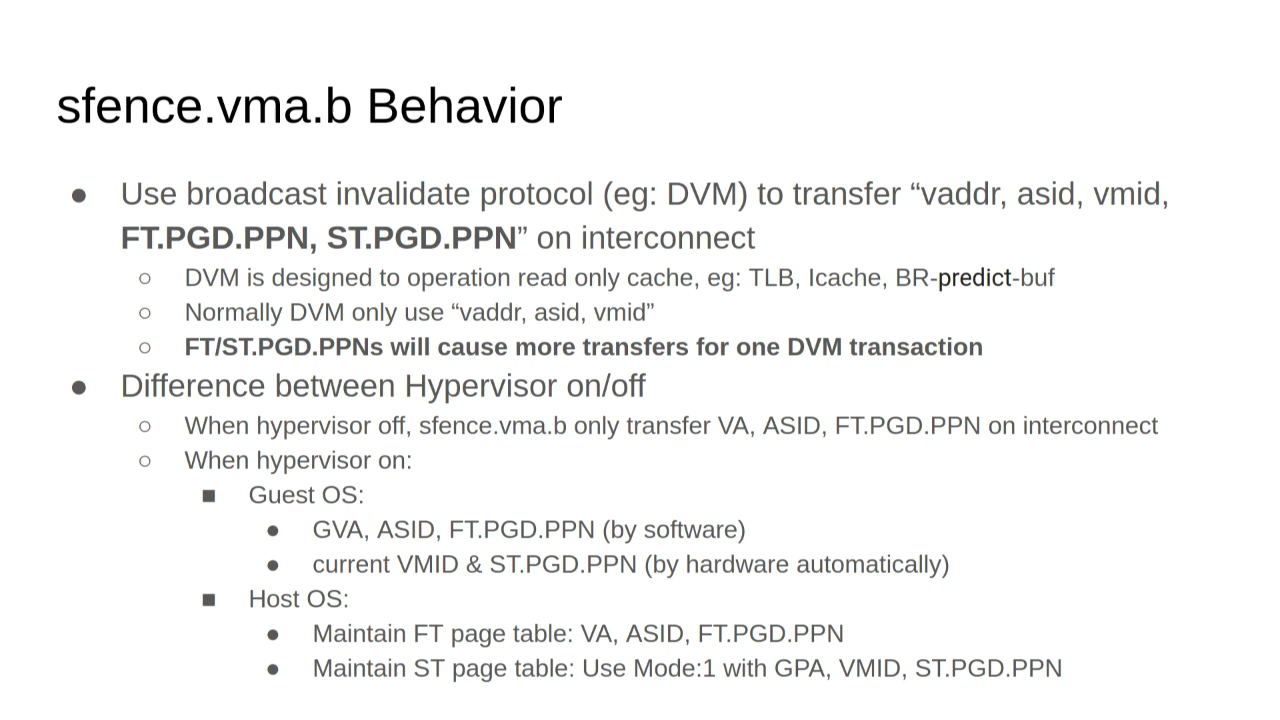 sfence.vma.b Behavior
● Use broadcast invalidate protocol (eg: DVM) to transfer “vaddr, asid, vmid,
FT.PGD.PPN, ST.PGD.PPN” on interconnect
○ DVM is designed to operation read only cache, eg: TLB, Icache, BR-predict-buf
○ Normally DVM only use “vaddr, asid, vmid”
○ FT/ST.PGD.PPNs will cause more transfers for one DVM transaction
● Difference between Hypervisor on/off
○ When hypervisor off, sfence.vma.b only transfer VA, ASID, FT.PGD.PPN on interconnect
○ When hypervisor on:
■ Guest OS:
● GVA, ASID, FT.PGD.PPN (by software)
● current VMID & ST.PGD.PPN (by hardware automatically)
■ Host OS:
● Maintain FT page table: VA, ASID, FT.PGD.PPN
● Maintain ST page table: Use Mode:1 with GPA, VMID, ST.PGD.PPN